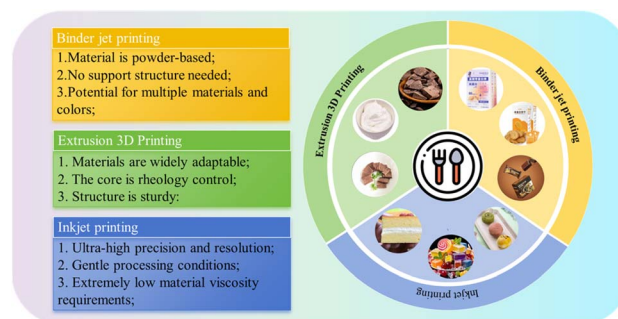 Binder jet printing
1.Material is powder-based;
2.No support structure needed;
3.Potential for multiple materials and
colors;
Extrusion 3D Printing
1. Materials are widely adaptable;
2. The core is rheology control;
3. Structure is sturdy:
Inkjet printing
1. Ultra-high precision and resolution;
2. Gentle processing conditions;
3. Extremely low material viscosity
requirements;
Extrusion 3D Printing
Binder jet printing
Inkjet printing